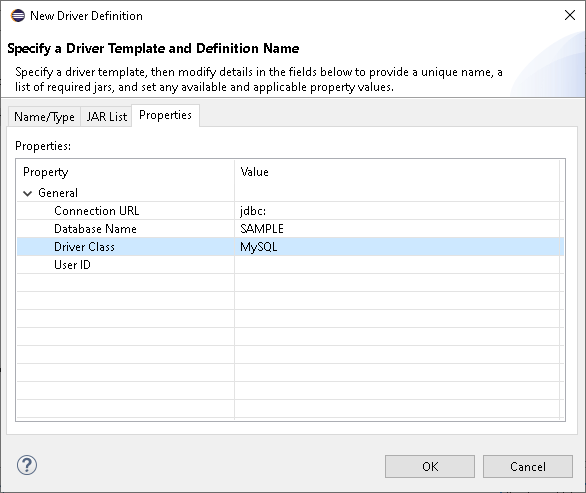 New Driver Definition
Specify a Driver Template and Definition Name
Specify a driver template, then modify details in the fields below to provide a unique name, a
list of required jars, and set any available and applicable property values.
Name/Type JAR List Properties
Properties:
Property Value
General
Connection URL jdbc:
Database Name SAMPLE
Driver Class MySQL
User ID
OK Cancel